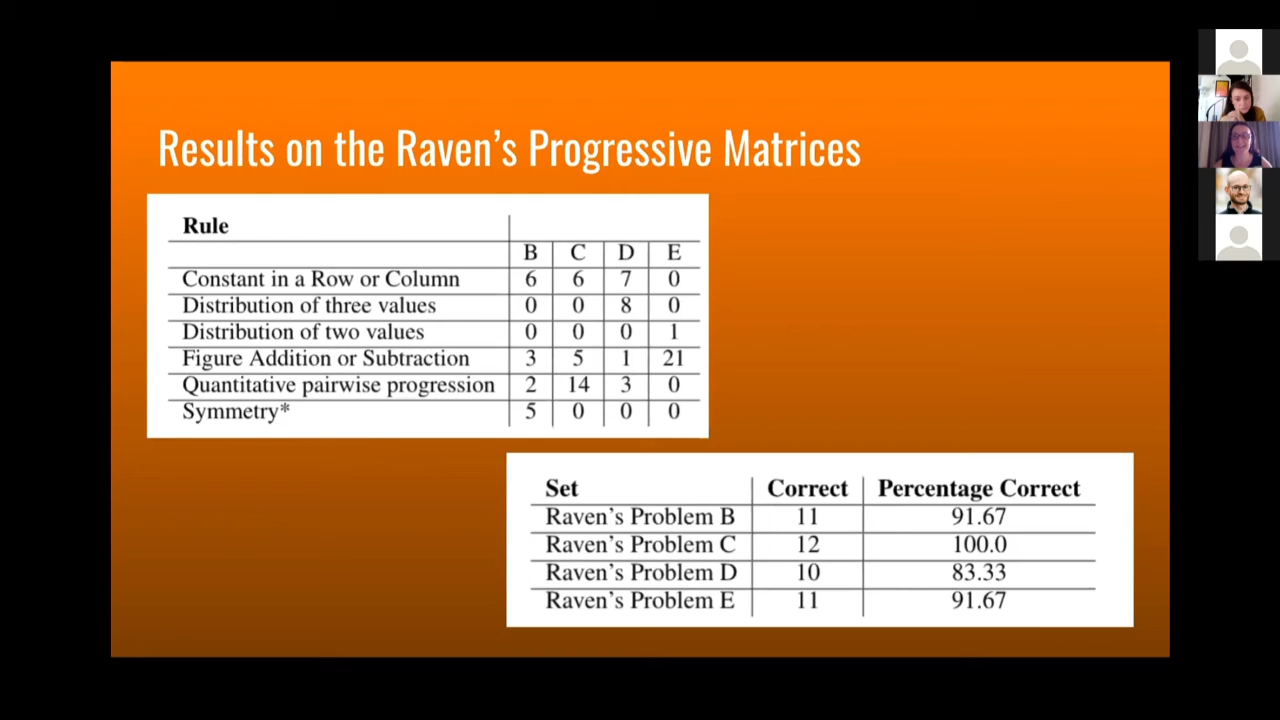 Results on the Raven's Progressive Matrices
Rule
B C D E
Constant in a Row or Column 6 6 7 0
Distribution of three values 0 0 8 0
Distribution of two values 0 0 0 1
Figure Addition or Subtraction 3 5 1 21
Quantitative pairwise progression 2 14 3 0
Symmetry* 5 0 0 0
Set Correct Percentage Correct
Raven's Problem B 11 91.67
Raven's Problem C 12 100.0
Raven's Problem D 10 83.33
Raven's Problem E 11 91.67